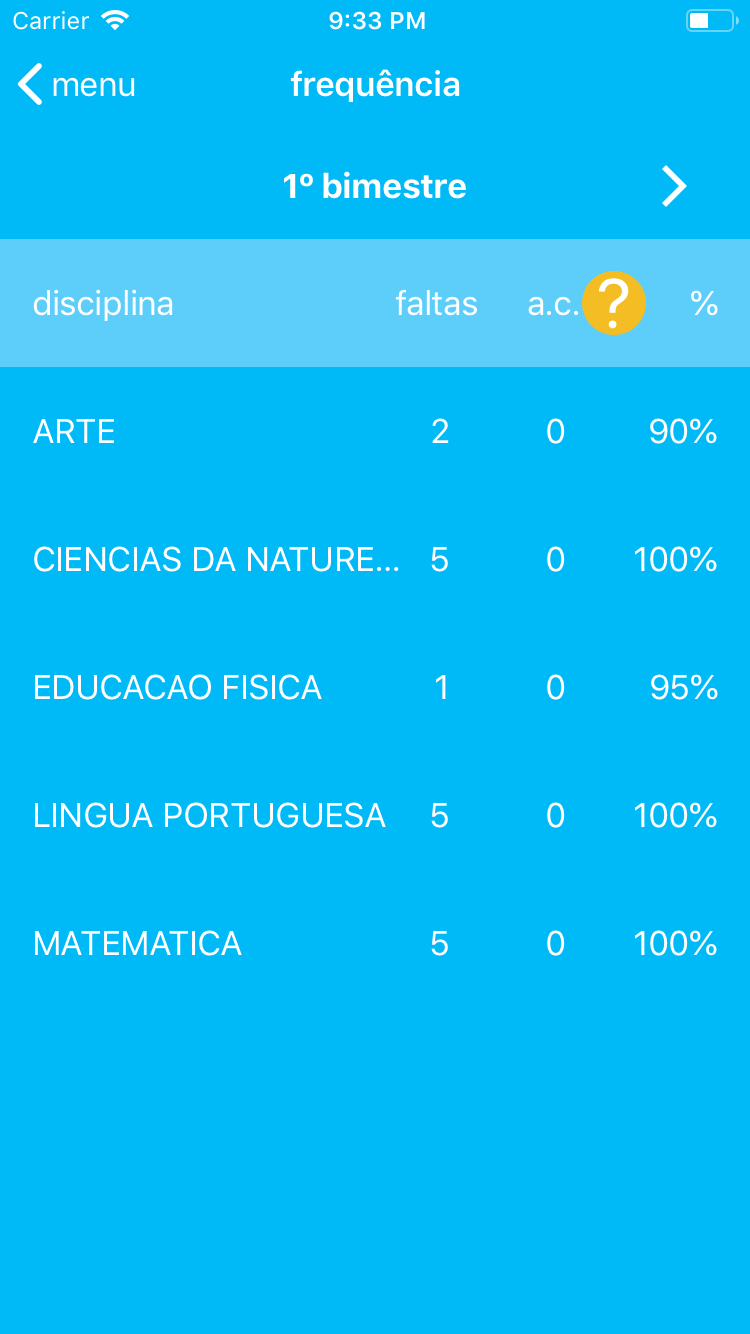 Carrier 9:33 PM
menu frequência
1º bimestre
disciplina faltas a.c. ? %
ARTE 2 0 90%
CIENCIAS DA NATURE... 5 0 100%
EDUCACAO FISICA 1 0 95%
LINGUA PORTUGUESA 5 0 100%
MATEMATICA 5 0 100%